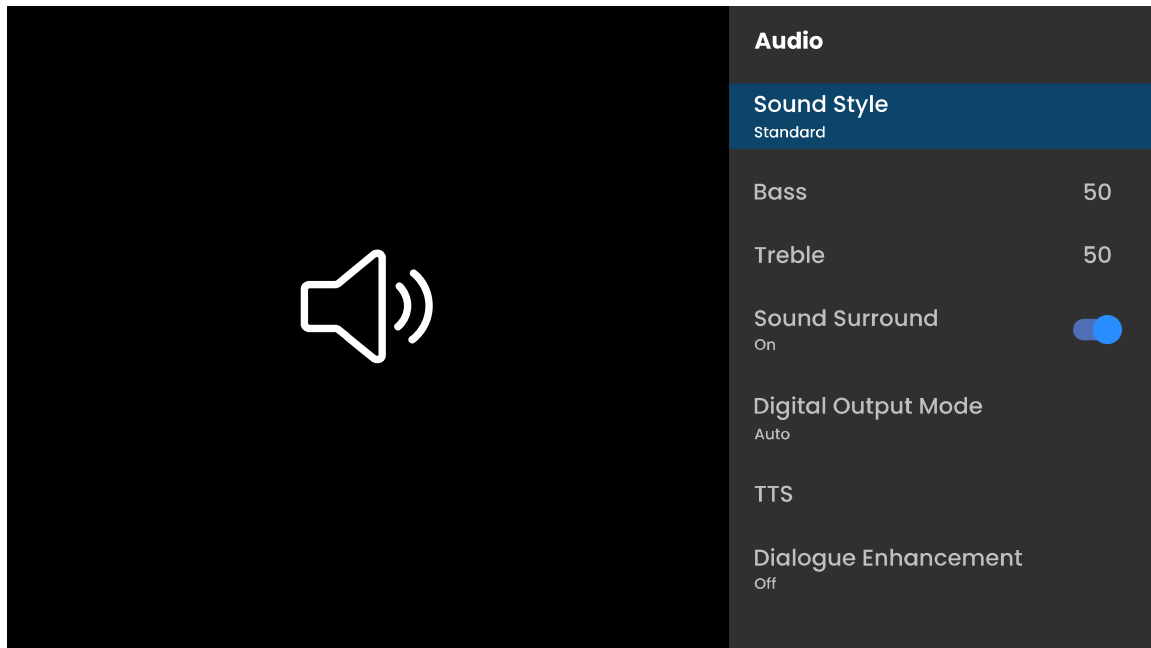 Audio
Sound Style
Standard
Bass 50
Treble 50
Sound Surround
On
Digital Output Mode
Auto
TTS
Dialogue Enhancement
Off